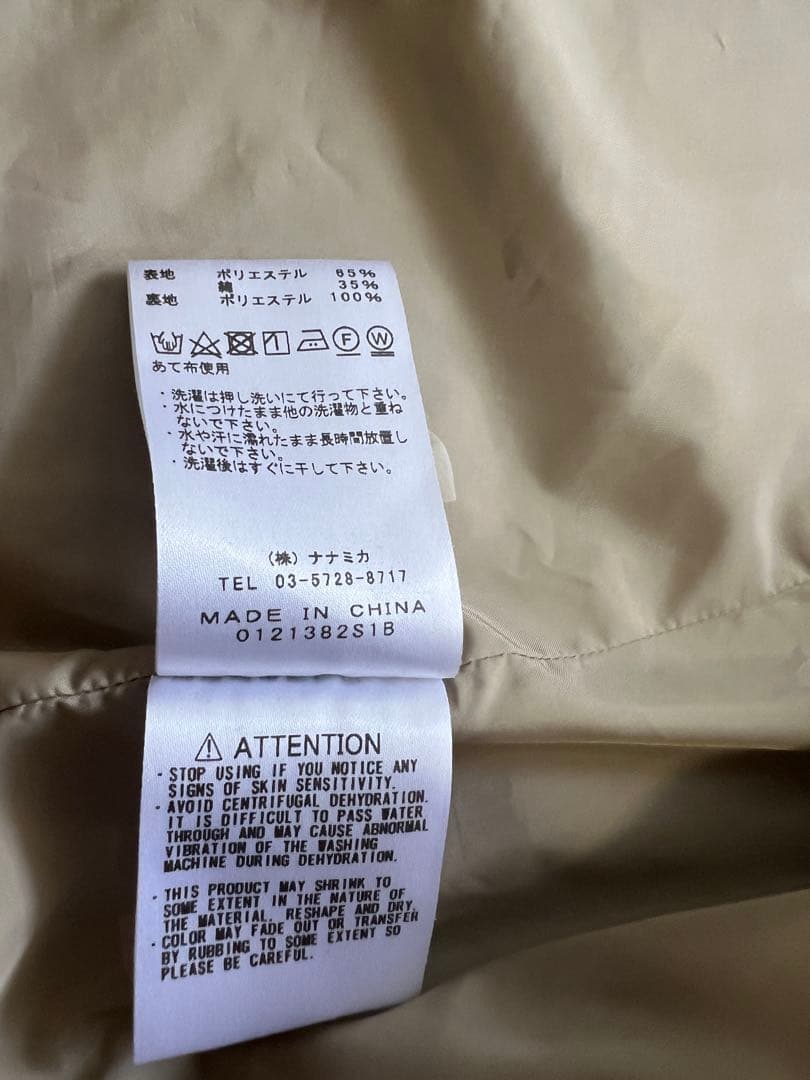 表地 ポリエステル 65%
綿 35%
裏地 ポリエステル 100%
F W
あて布使用
・洗濯は押し洗いにて行って下さい。
・水につけたまま他の洗濯物と重ね
ないで下さい。
・水や汗に濡れたまま長時間放置し
ないで下さい。
・洗濯後はすぐに干して下さい。
(株) ナナミカ
TEL 03-5728-8717
MADE IN CHINA
0121382S1B
ATTENTION
・STOP USING IF YOU NOTICE ANY
SIGNS OF SKIN SENSITIVITY.
・AVOID CENTRIFUGAL DEHYDRATION.
IT IS DIFFICULT TO PASS WATER
THROUGH AND MAY CAUSE ABNORMAL
VIBRATION OF THE WASHING
MACHINE DURING DEHYDRATION.
・THIS PRODUCT MAY SHRINK TO
SOME EXTENT IN THE NATURE OF
THE MATERIAL. RESHAPE AND DRY.
・COLOR MAY FADE OUT OR TRANSFER
BY RUBBING TO SOME EXTENT SO
PLEASE BE CAREFUL.